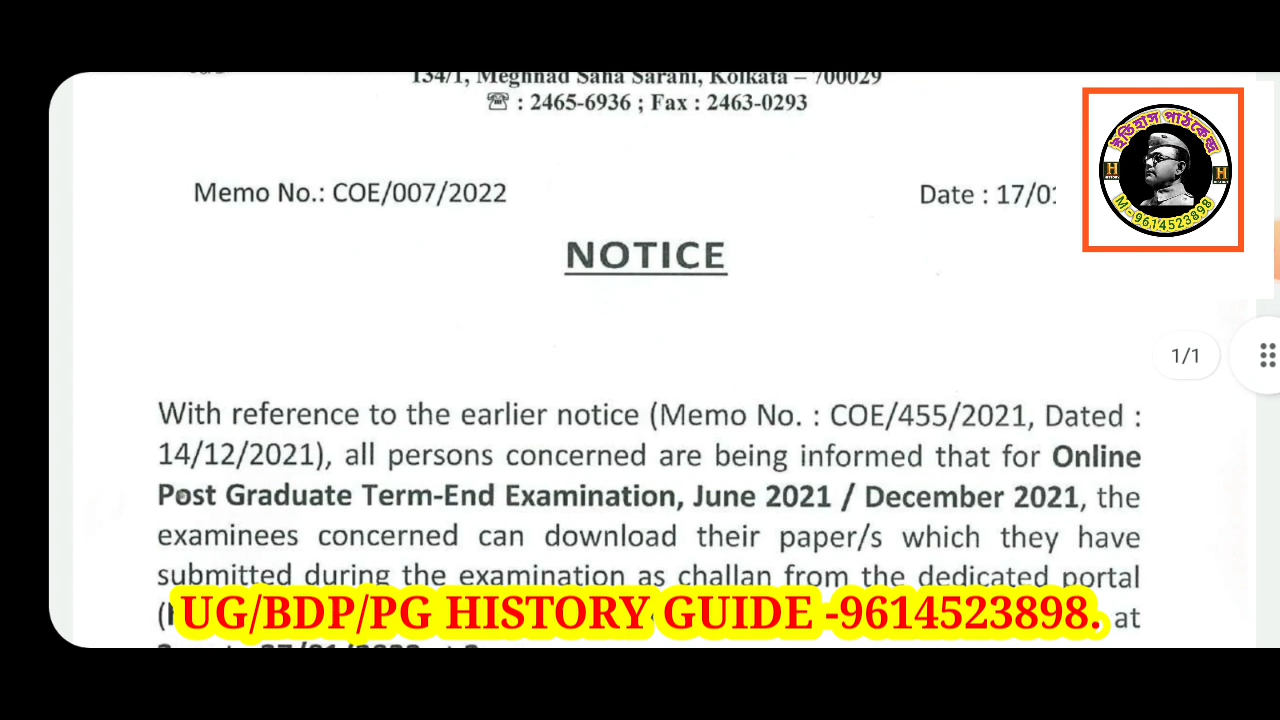 134/1, Meghnad Saha Sarani, Kolkata – 700029
☎ : 2465-6936 ; Fax : 2463-0293
ইতিহাস পাঠকেন্দ্র
H
HISTORY
H
M-9614523898
Memo No.: COE/007/2022
Date : 17/01
NOTICE
1/1
With reference to the earlier notice (Memo No. : COE/455/2021, Dated :
14/12/2021), all persons concerned are being informed that for Online
Post Graduate Term-End Examination, June 2021 / December 2021, the
examinees concerned can download their paper/s which they have
submitted during the examination as challan from the dedicated portal
(
UG/BDP/PG HISTORY GUIDE -9614523898.
at